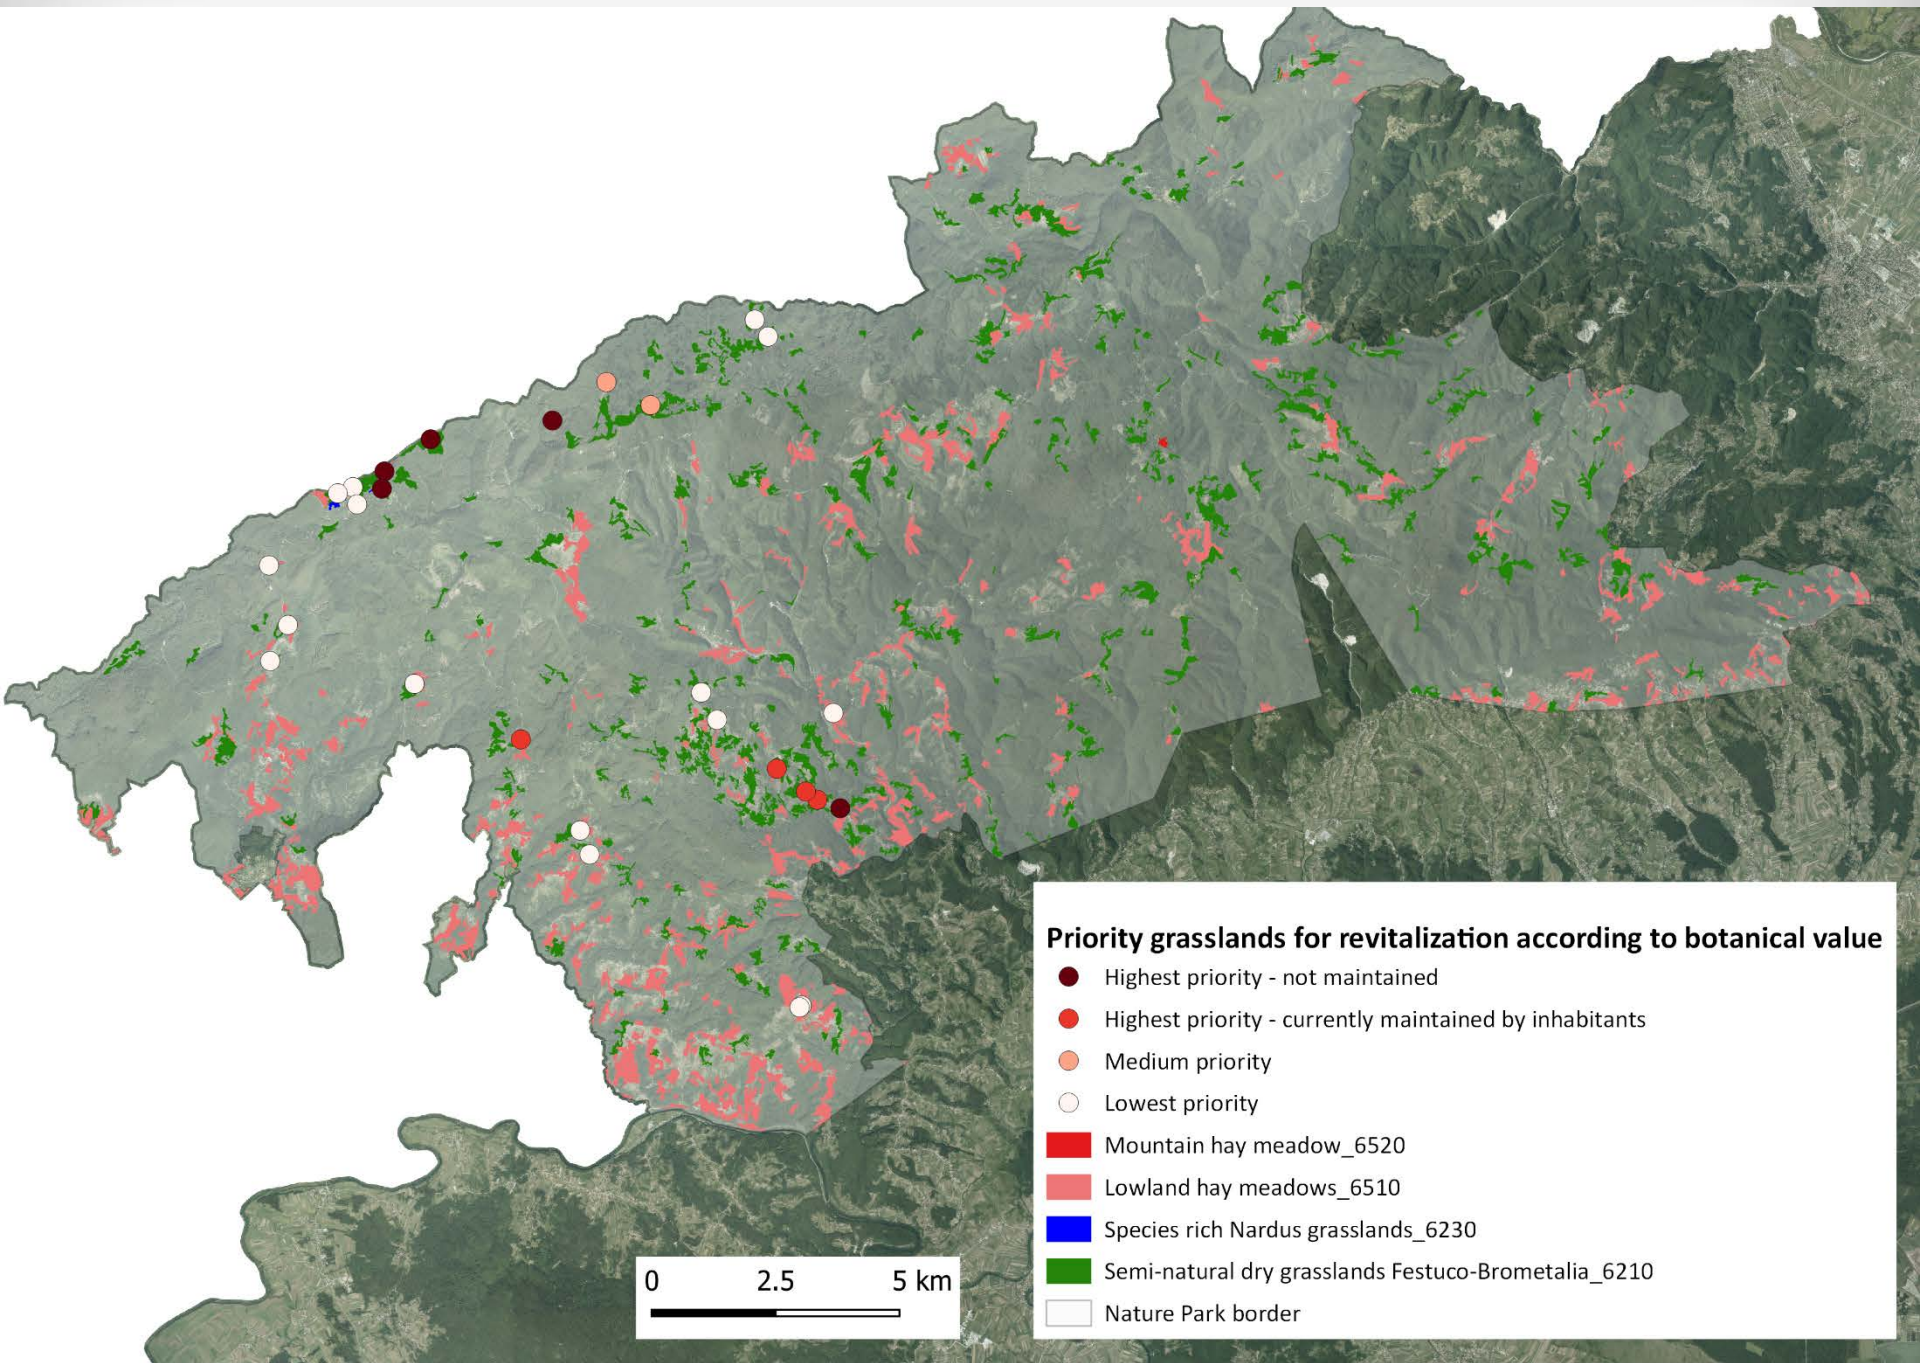 Priority grasslands for revitalization according to botanical value
Highest priority - not maintained
Highest priority - currently maintained by inhabitants
Medium priority
Lowest priority
Mountain hay meadow_6520
Lowland hay meadows_6510
Species rich Nardus grasslands_6230
Semi-natural dry grasslands Festuco-Brometalia_6210
Nature Park border
0 2.5 5 km